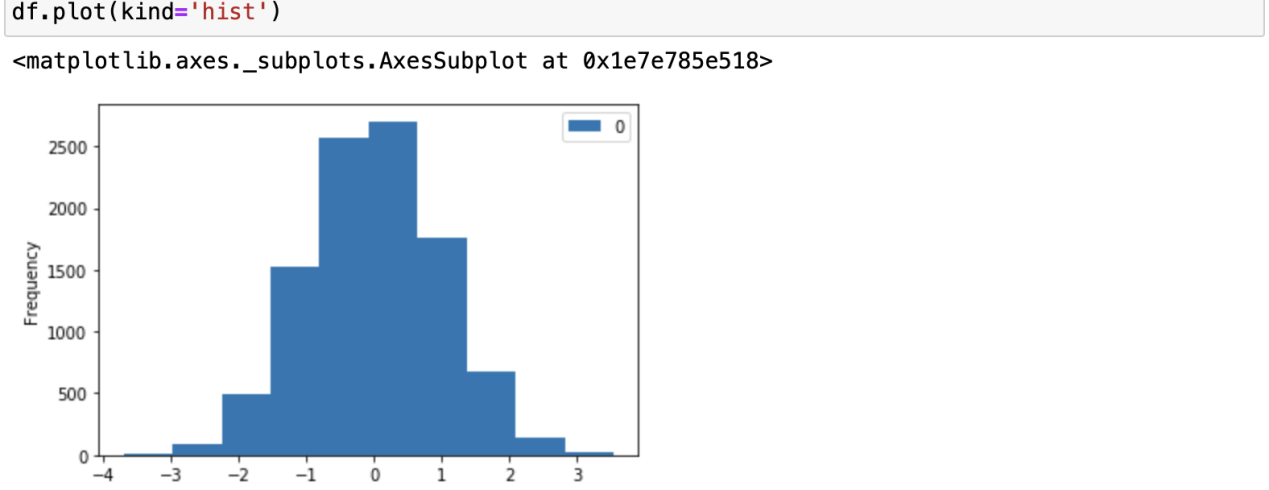 df.plot(kind='hist')
<matplotlib.axes._subplots.AxesSubplot at 0x1e7e785e518>
0
2500
2000
1500
1000
500
0
Frequency
−4 −3 −2 −1 0 1 2 3